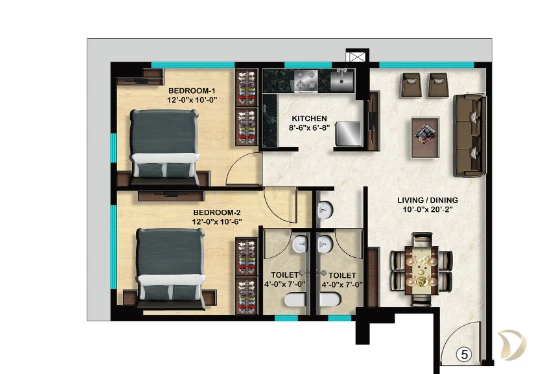 BEDROOM-1
12'-0"x 10'-0"
KITCHEN
8'-6"x 6'-8"
LIVING / DINING
10'-0"x 20'-2"
BEDROOM-2
12'-0"x 10'-6"
TOILET
4'-0"x 7'-0"
TOILET
4'-0"x 7'-0"
5